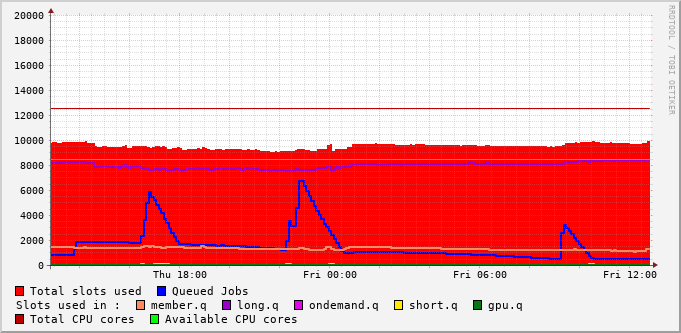 RRDTOOL / TOBI OETIKER
20000
18000
16000
14000
12000
10000
8000
6000
4000
2000
0
Thu 18:00 Fri 00:00 Fri 06:00 Fri 12:00
Total slots used Queued Jobs
Slots used in : member.q long.q ondemand.q short.q gpu.q
Total CPU cores Available CPU cores